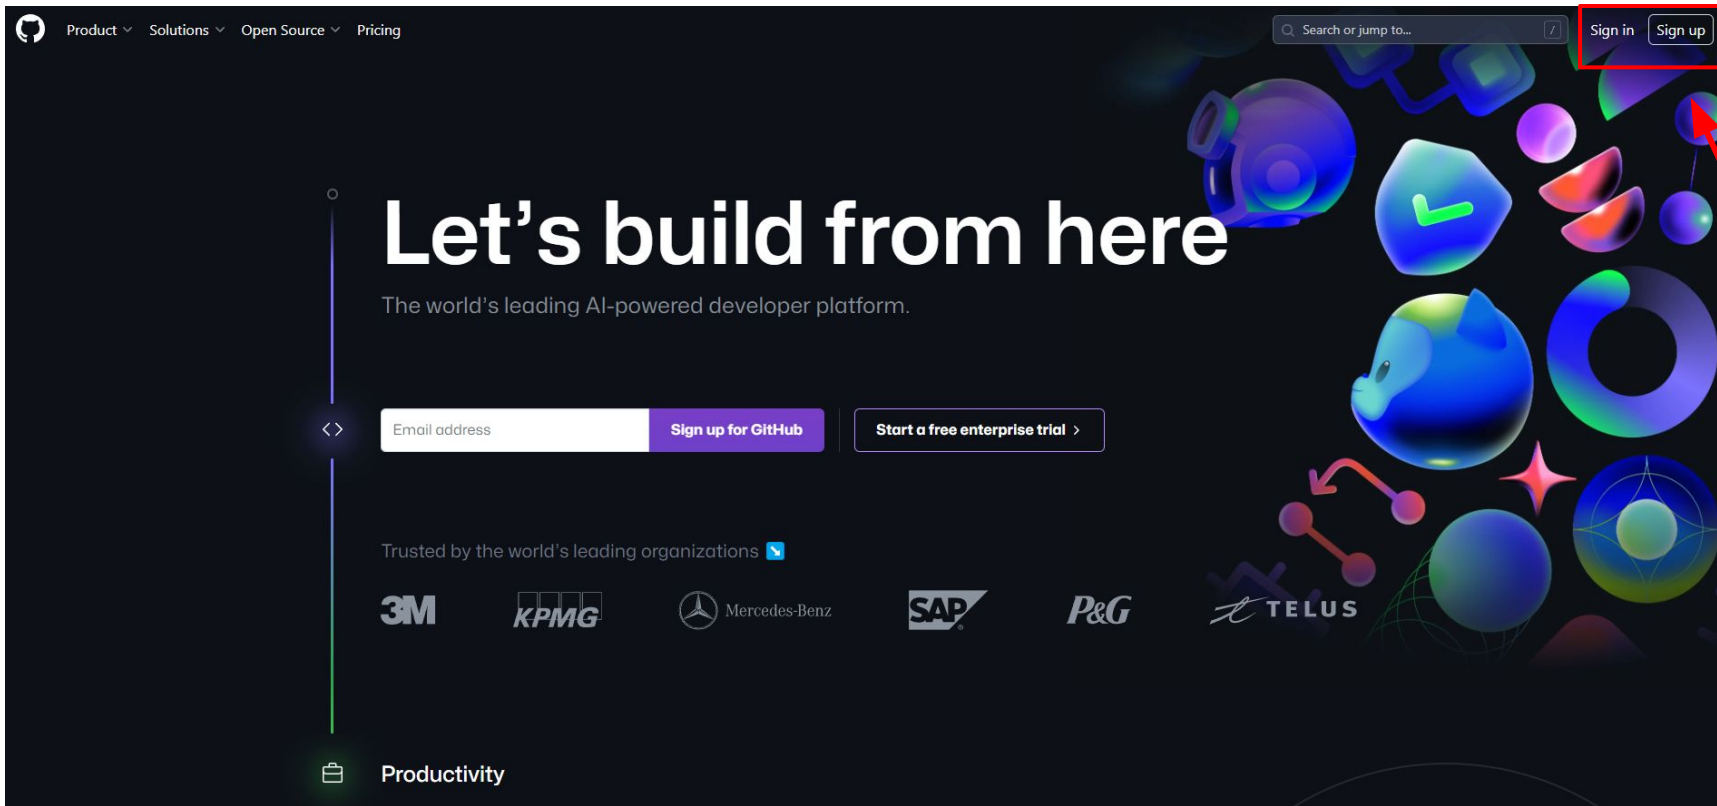 Product Solutions Open Source Pricing Search or jump to... / Sign in Sign up
Let’s build from here
The world’s leading AI-powered developer platform.
Email address Sign up for GitHub Start a free enterprise trial
Trusted by the world’s leading organizations
3M KPMG Mercedes-Benz SAP P&G TELUS
Productivity